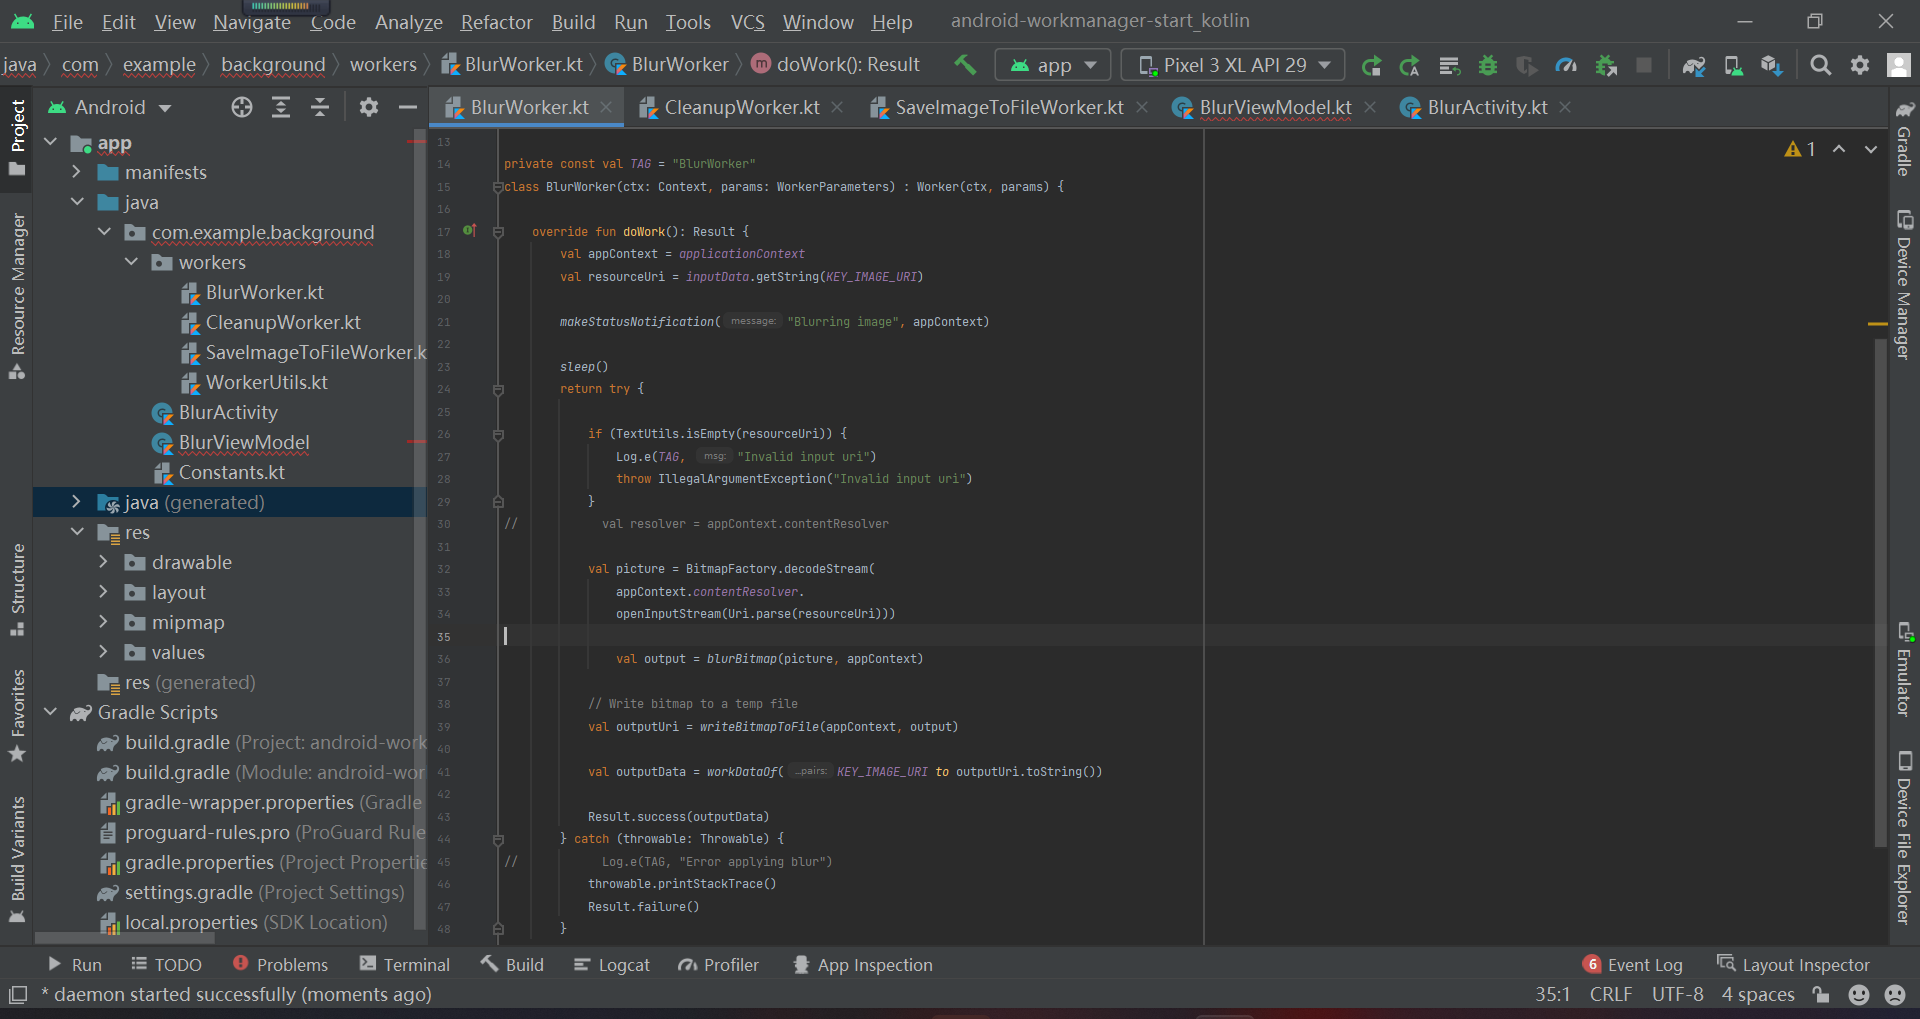 File Edit View Navigate Code Analyze Refactor Build Run Tools VCS Window Help android-workmanager-start_kotlin
java com example background workers BlurWorker.kt BlurWorker m doWork(): Result app Pixel 3 XL API 29
Project
Resource Manager
Structure
Favorites
Build Variants
Android
app
manifests
java
com.example.background
workers
BlurWorker.kt
CleanupWorker.kt
SaveImageToFileWorker.k
WorkerUtils.kt
BlurActivity
BlurViewModel
Constants.kt
java (generated)
res
drawable
layout
mipmap
values
res (generated)
Gradle Scripts
build.gradle (Project: android-work
build.gradle (Module: android-wor
gradle-wrapper.properties (Gradle
proguard-rules.pro (ProGuard Rule
gradle.properties (Project Propertie
settings.gradle (Project Settings)
local.properties (SDK Location)
BlurWorker.kt CleanupWorker.kt SaveImageToFileWorker.kt BlurViewModel.kt BlurActivity.kt
1
13
14 private const val TAG = "BlurWorker"
15 class BlurWorker(ctx: Context, params: WorkerParameters) : Worker(ctx, params) {
16
17 override fun doWork(): Result {
18 val appContext = applicationContext
19 val resourceUri = inputData.getString(KEY_IMAGE_URI)
20
21 makeStatusNotification( message: "Blurring image", appContext)
22
23 sleep()
24 return try {
25
26 if (TextUtils.isEmpty(resourceUri)) {
27 Log.e(TAG, msg: "Invalid input uri")
28 throw IllegalArgumentException("Invalid input uri")
29 }
30 // val resolver = appContext.contentResolver
31
32 val picture = BitmapFactory.decodeStream(
33 appContext.contentResolver.
34 openInputStream(Uri.parse(resourceUri)))
35
36 val output = blurBitmap(picture, appContext)
37
38 // Write bitmap to a temp file
39 val outputUri = writeBitmapToFile(appContext, output)
40
41 val outputData = workDataOf( ...pairs: KEY_IMAGE_URI to outputUri.toString())
42
43 Result.success(outputData)
44 } catch (throwable: Throwable) {
45 // Log.e(TAG, "Error applying blur")
46 throwable.printStackTrace()
47 Result.failure()
48 }
Gradle
Device Manager
Emulator
Device File Explorer
Run TODO Problems Terminal Build Logcat Profiler App Inspection 6 Event Log Layout Inspector
* daemon started successfully (moments ago) 35:1 CRLF UTF-8 4 spaces